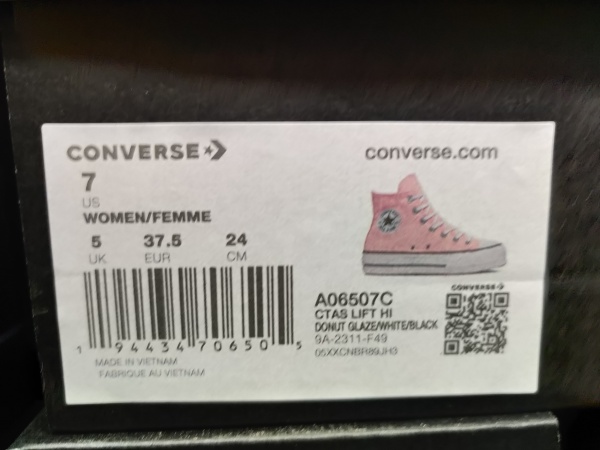 CONVERSE
converse.com
7
US
WOMEN/FEMME
5 37.5 24
UK EUR CM
1 94434 70650 5
MADE IN VIETNAM
FABRIQUE AU VIETNAM
A06507C
CTAS LIFT HI
DONUT GLAZE/WHITE/BLACK
9A-2311-F49
05XXCNBR89JH3
CONVERSE